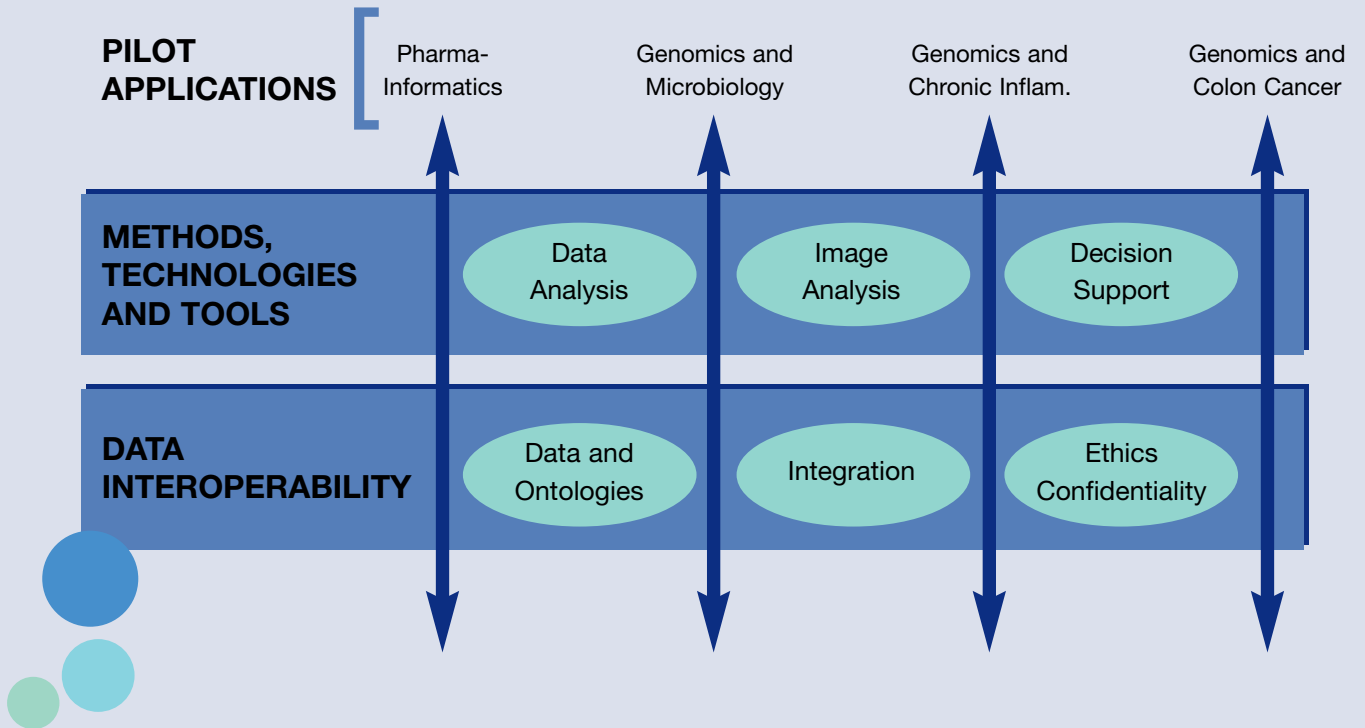 PILOT
APPLICATIONS
Pharma-
Informatics
Genomics and
Microbiology
Genomics and
Chronic Inflam.
Genomics and
Colon Cancer
METHODS,
TECHNOLOGIES
AND TOOLS
Data
Analysis
Image
Analysis
Decision
Support
DATA
INTEROPERABILITY
Data and
Ontologies
Integration
Ethics
Confidentiality